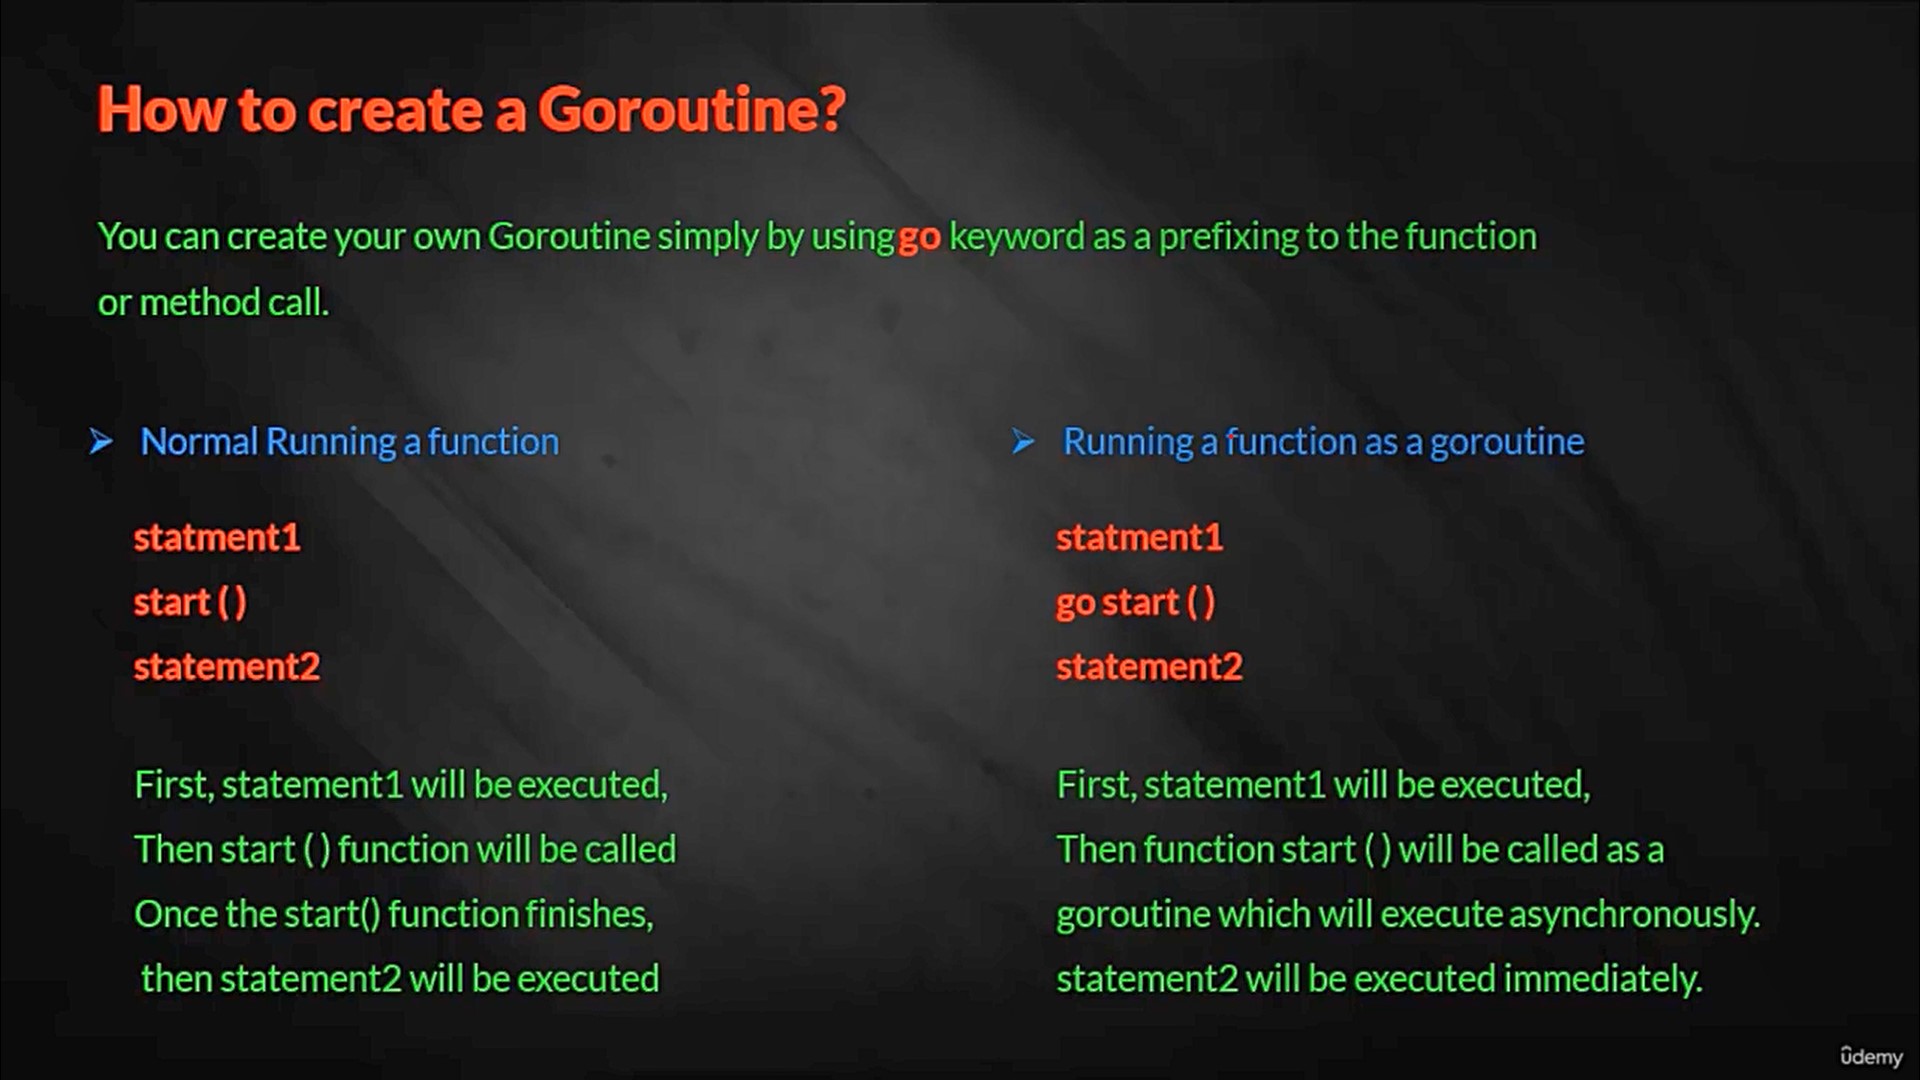 How to create a Goroutine?
You can create your own Goroutine simply by using go keyword as a prefixing to the function
or method call.
➢ Normal Running a function
statment1
start ( )
statement2
First, statement1 will be executed,
Then start ( ) function will be called
Once the start() function finishes,
then statement2 will be executed
➢ Running a function as a goroutine
statment1
go start ( )
statement2
First, statement1 will be executed,
Then function start ( ) will be called as a
goroutine which will execute asynchronously.
statement2 will be executed immediately.
ûdemy